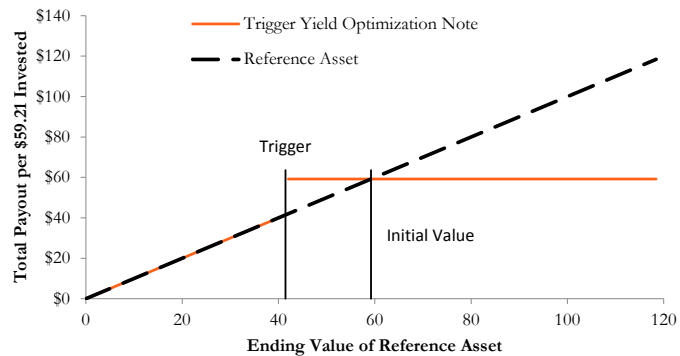 Total Payout per $59.21 Invested
$140
$120
$100
$80
$60
$40
$20
$0
Trigger Yield Optimization Note
Reference Asset
Trigger
Initial Value
0 20 40 60 80 100 120
Ending Value of Reference Asset